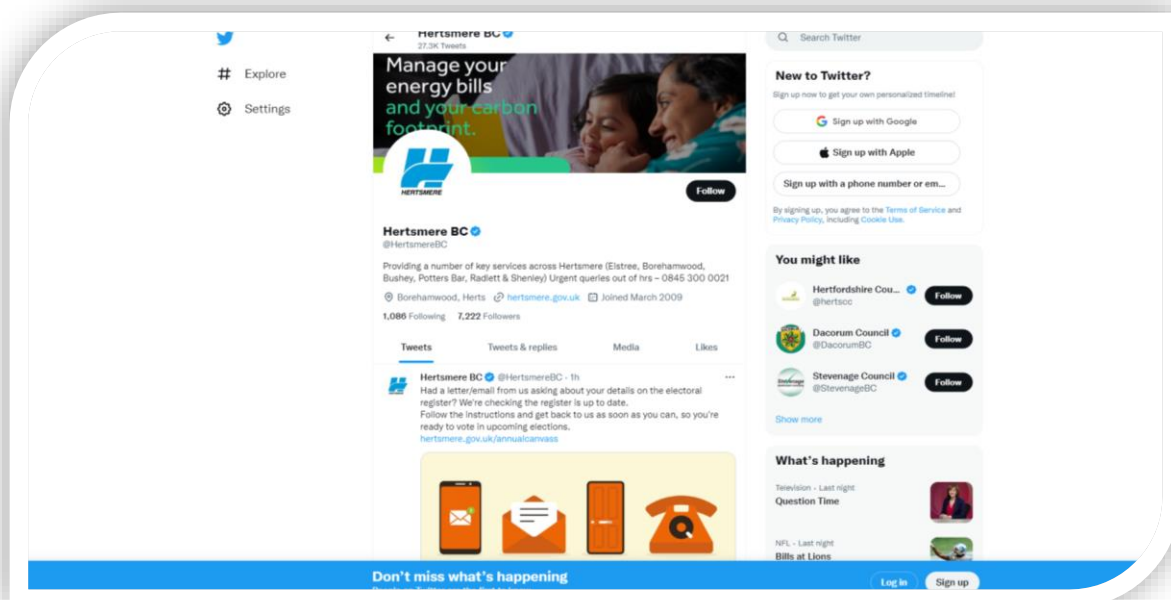 Hertsmere BC
27.3K Tweets
Explore
Settings
Manage your
energy bills
and your carbon
footprint.
HERTSMERE
Follow
Hertsmere BC
@HertsmereBC
Providing a number of key services across Hertsmere (Elstree, Borehamwood,
Bushey, Potters Bar, Radlett & Shenley) Urgent queries out of hrs – 0845 300 0021
Borehamwood, Herts hertsmere.gov.uk Joined March 2009
1,086 Following 7,222 Followers
Tweets Tweets & replies Media Likes
Hertsmere BC @HertsmereBC · 1h
Had a letter/email from us asking about your details on the electoral
register? We're checking the register is up to date.
Follow the instructions and get back to us as soon as you can, so you're
ready to vote in upcoming elections.
hertsmere.gov.uk/annualcanvass
Search Twitter
New to Twitter?
Sign up now to get your own personalized timeline!
Sign up with Google
Sign up with Apple
Sign up with a phone number or em...
By signing up, you agree to the Terms of Service and
Privacy Policy, including Cookie Use.
You might like
Hertfordshire Cou...
@hertscc
Follow
Dacorum Council
@DacorumBC
Follow
Stevenage Council
@StevenageBC
Follow
Show more
What's happening
Television · Last night
Question Time
NFL · Last night
Bills at Lions
Don't miss what's happening
Log in
Sign up